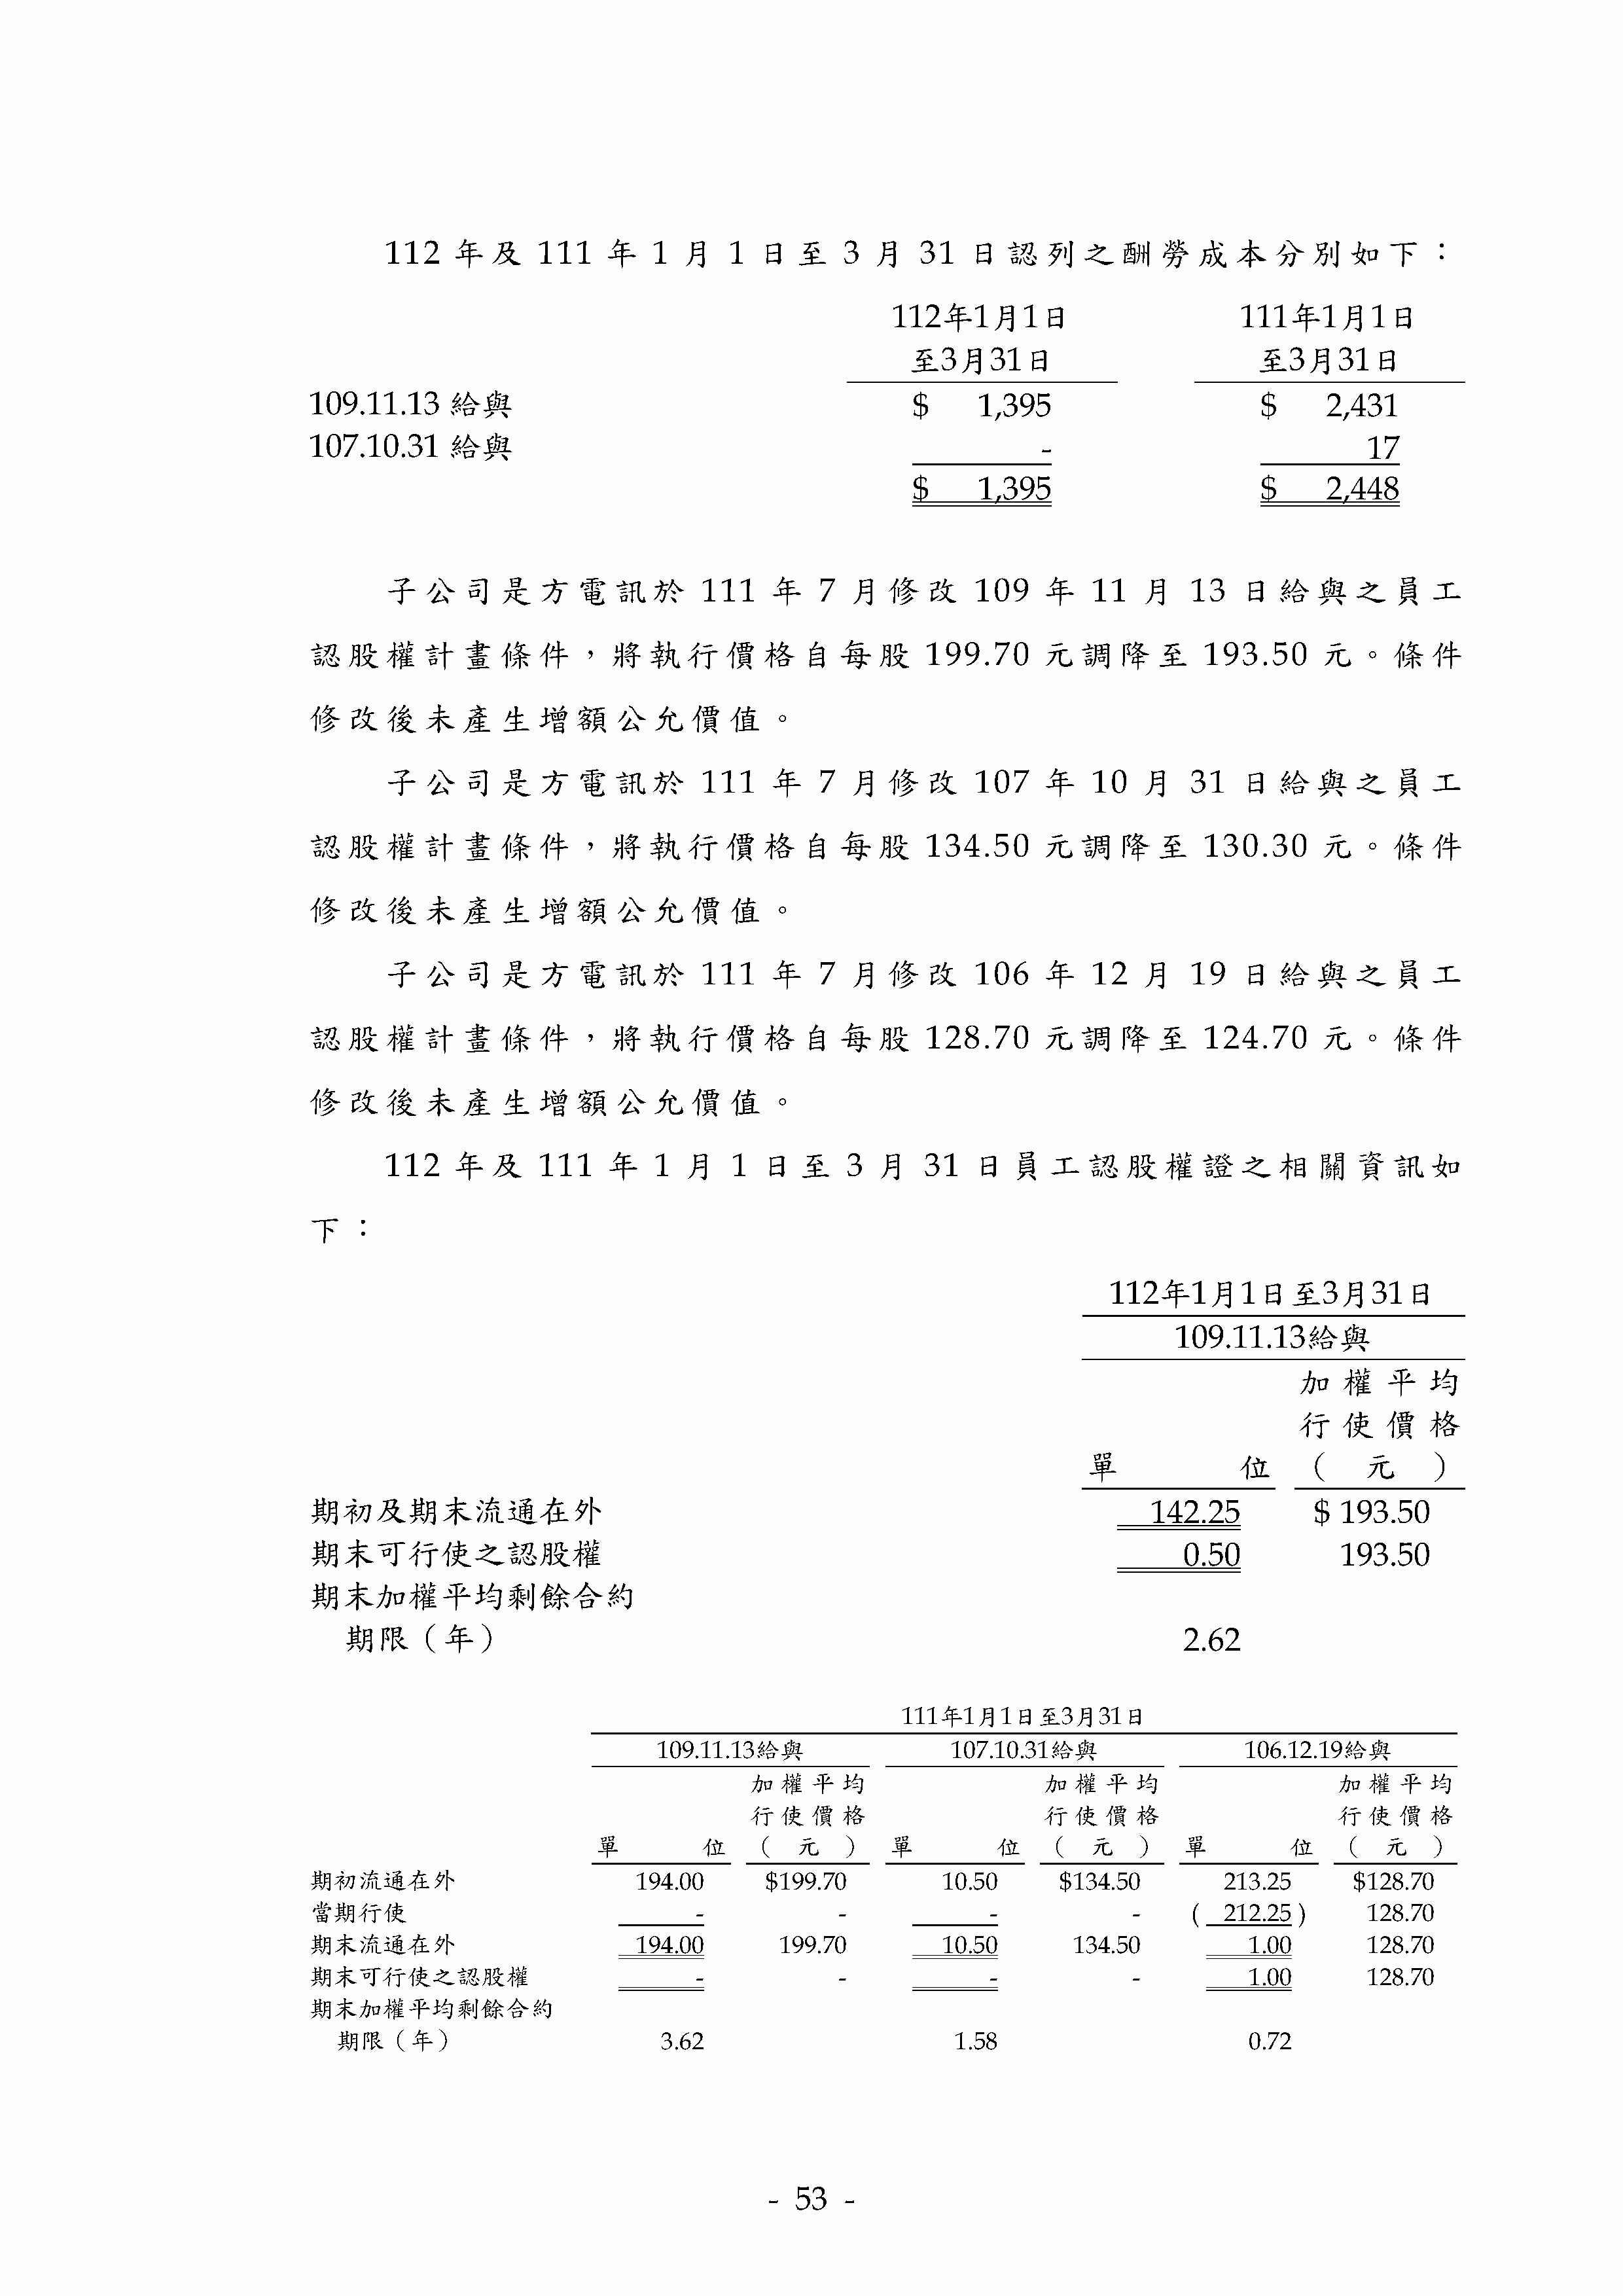 112 年及 111 年 1 月 1 日至 3 月 31 日認列之酬勞成本分別如下：
112年1月1日 111年1月1日
至3月31日 至3月31日
109.11.13 給與 $ 1,395 $ 2,431
107.10.31 給與 - 17
$ 1,395 $ 2,448
子公司是方電訊於 111 年 7 月修改 109 年 11 月 13 日給與之員工
認股權計畫條件，將執行價格自每股 199.70 元調降至 193.50 元。條件
修改後未產生增額公允價值。
子公司是方電訊於 111 年 7 月修改 107 年 10 月 31 日給與之員工
認股權計畫條件，將執行價格自每股 134.50 元調降至 130.30 元。條件
修改後未產生增額公允價值。
子公司是方電訊於 111 年 7 月修改 106 年 12 月 19 日給與之員工
認股權計畫條件，將執行價格自每股 128.70 元調降至 124.70 元。條件
修改後未產生增額公允價值。
112 年及 111 年 1 月 1 日至 3 月 31 日員工認股權證之相關資訊如
下：
112年1月1日至3月31日
109.11.13給與
加權平均
行使價格
單位 （元）
期初及期末流通在外 142.25 $ 193.50
期末可行使之認股權 0.50 193.50
期末加權平均剩餘合約
期限（年） 2.62
111年1月1日至3月31日
109.11.13給與 107.10.31給與 106.12.19給與
加權平均 加權平均 加權平均
行使價格 行使價格 行使價格
單位 （元） 單位 （元） 單位 （元）
期初流通在外 194.00 $199.70 10.50 $134.50 213.25 $128.70
當期行使 - - - - ( 212.25 ) 128.70
期末流通在外 194.00 199.70 10.50 134.50 1.00 128.70
期末可行使之認股權 - - - - 1.00 128.70
期末加權平均剩餘合約
期限（年） 3.62 1.58 0.72
- 53 -